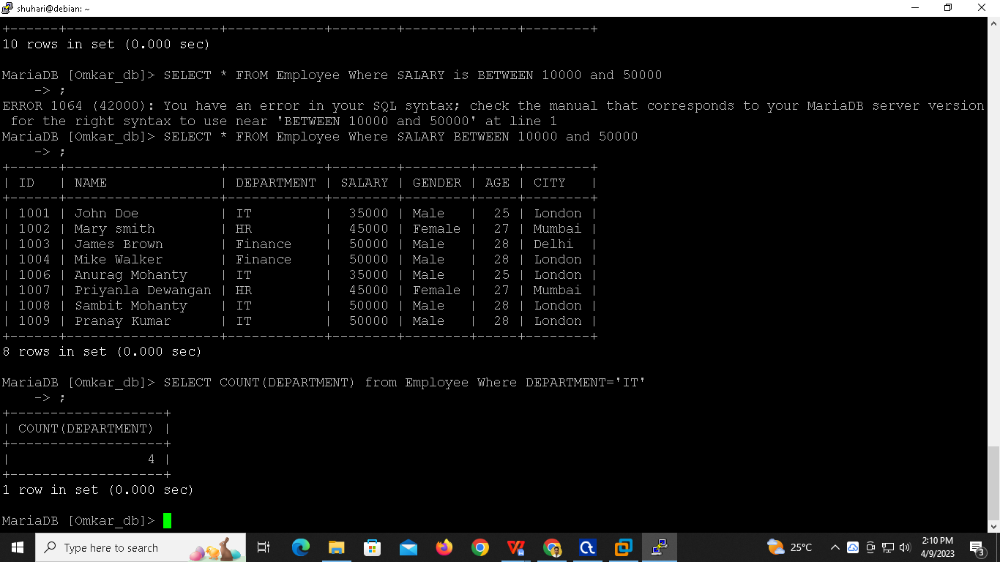 shuhari@debian: ~
+------+-------------------+------------+--------+--------+-----+--------+
10 rows in set (0.000 sec)
MariaDB [Omkar_db]> SELECT * FROM Employee Where SALARY is BETWEEN 10000 and 50000
    -> ;
ERROR 1064 (42000): You have an error in your SQL syntax; check the manual that corresponds to your MariaDB server version
 for the right syntax to use near 'BETWEEN 10000 and 50000' at line 1
MariaDB [Omkar_db]> SELECT * FROM Employee Where SALARY BETWEEN 10000 and 50000
    -> ;
+------+-------------------+------------+--------+--------+-----+--------+
| ID   | NAME              | DEPARTMENT | SALARY | GENDER | AGE | CITY   |
+------+-------------------+------------+--------+--------+-----+--------+
| 1001 | John Doe          | IT         |  35000 | Male   |  25 | London |
| 1002 | Mary smith        | HR         |  45000 | Female |  27 | Mumbai |
| 1003 | James Brown       | Finance    |  50000 | Male   |  28 | Delhi  |
| 1004 | Mike Walker       | Finance    |  50000 | Male   |  28 | London |
| 1006 | Anurag Mohanty    | IT         |  35000 | Male   |  25 | London |
| 1007 | Priyanla Dewangan | HR         |  45000 | Female |  27 | Mumbai |
| 1008 | Sambit Mohanty    | IT         |  50000 | Male   |  28 | London |
| 1009 | Pranay Kumar      | IT         |  50000 | Male   |  28 | London |
+------+-------------------+------------+--------+--------+-----+--------+
8 rows in set (0.000 sec)
MariaDB [Omkar_db]> SELECT COUNT(DEPARTMENT) from Employee Where DEPARTMENT='IT'
    -> ;
+-------------------+
| COUNT(DEPARTMENT) |
+-------------------+
|                 4 |
+-------------------+
1 row in set (0.000 sec)
MariaDB [Omkar_db]>
Type here to search
25°C
2:10 PM
4/9/2023
3